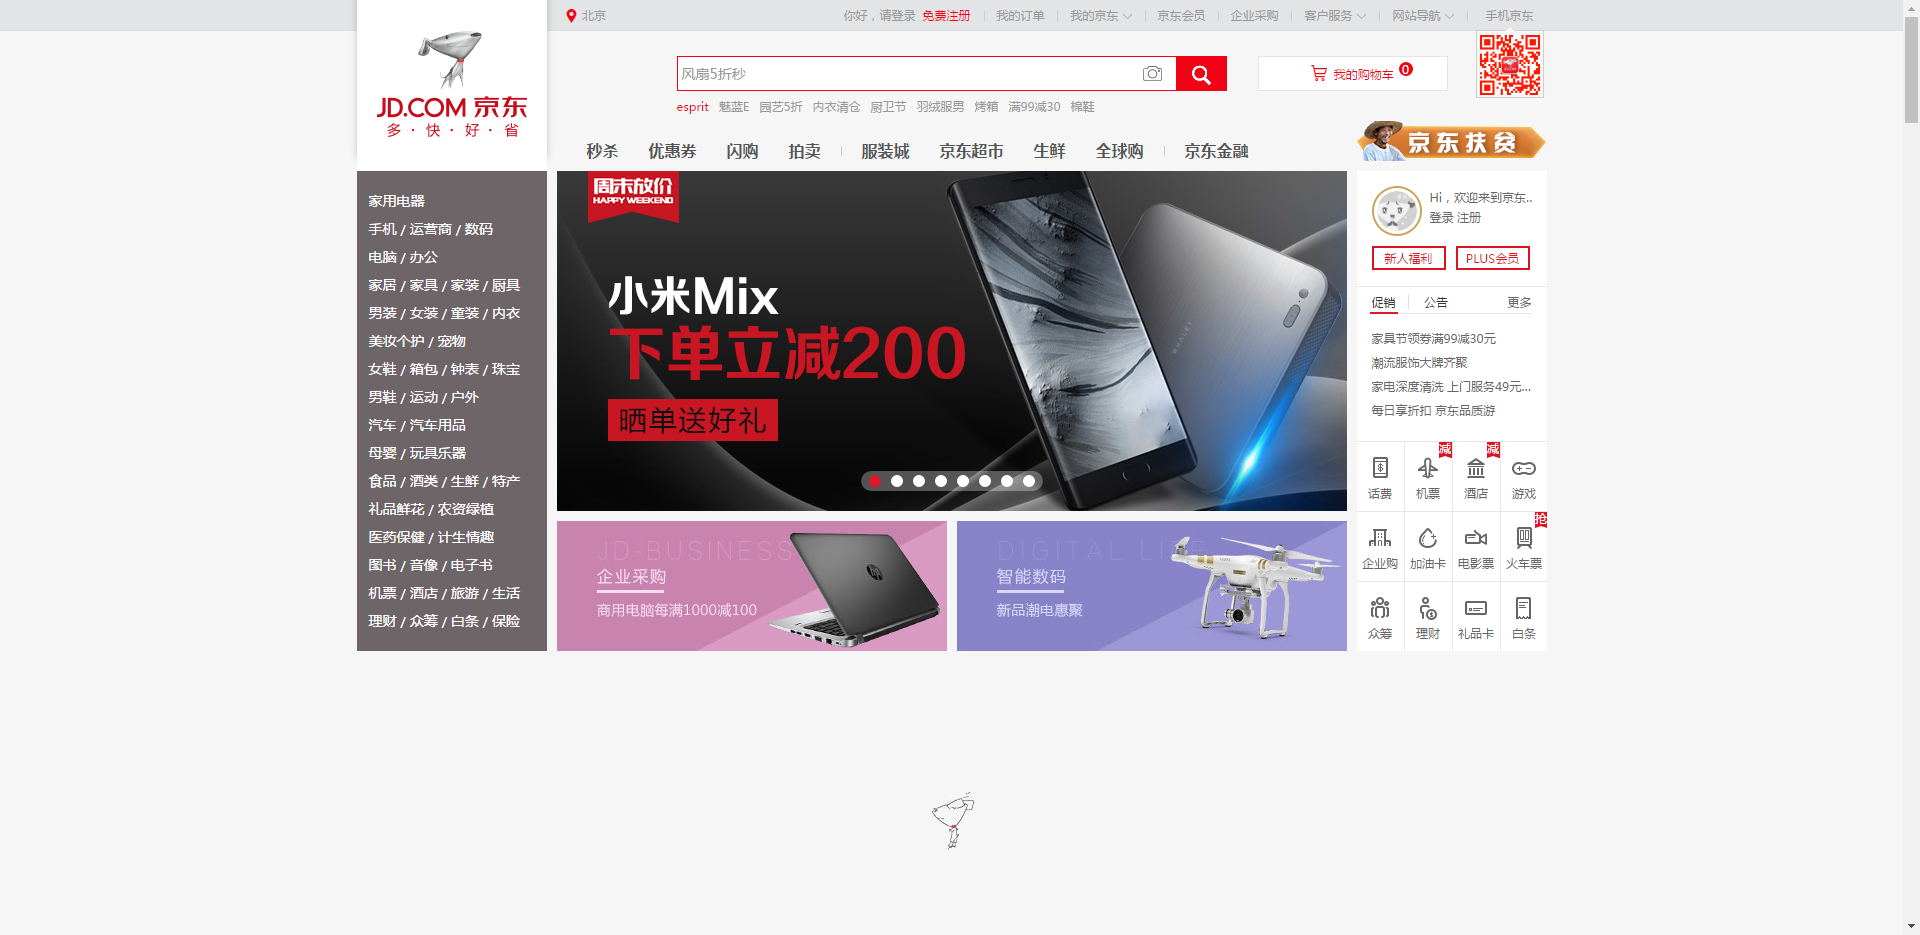 北京
你好，请登录 免费注册
我的订单
我的京东
京东会员
企业采购
客户服务
网站导航
手机京东
JD.COM 京东
多·快·好·省
风扇5折秒
我的购物车 0
esprit 魅蓝E 园艺5折 内衣清仓 厨卫节 羽绒服男 烤箱 满99减30 棉鞋
秒杀 优惠券 闪购 拍卖 服装城 京东超市 生鲜 全球购 京东金融
京东扶贫
家用电器
手机 / 运营商 / 数码
电脑 / 办公
家居 / 家具 / 家装 / 厨具
男装 / 女装 / 童装 / 内衣
美妆个护 / 宠物
女鞋 / 箱包 / 钟表 / 珠宝
男鞋 / 运动 / 户外
汽车 / 汽车用品
母婴 / 玩具乐器
食品 / 酒类 / 生鲜 / 特产
礼品鲜花 / 农资绿植
医药保健 / 计生情趣
图书 / 音像 / 电子书
机票 / 酒店 / 旅游 / 生活
理财 / 众筹 / 白条 / 保险
周末放价
HAPPY WEEKEND
小米Mix
下单立减200
晒单送好礼
WHALEY
JD-BUSINESS
企业采购
商用电脑每满1000减100
hp
DIGITAL LIFE
智能数码
新品潮电惠聚
Hi，欢迎来到京东..
登录 注册
新人福利 PLUS会员
促销 公告 更多
家具节领券满99减30元
潮流服饰大牌齐聚
家电深度清洗 上门服务49元...
每日享折扣 京东品质游
减 减
话费 机票 酒店 游戏
抢
企业购 加油卡 电影票 火车票
众筹 理财 礼品卡 白条